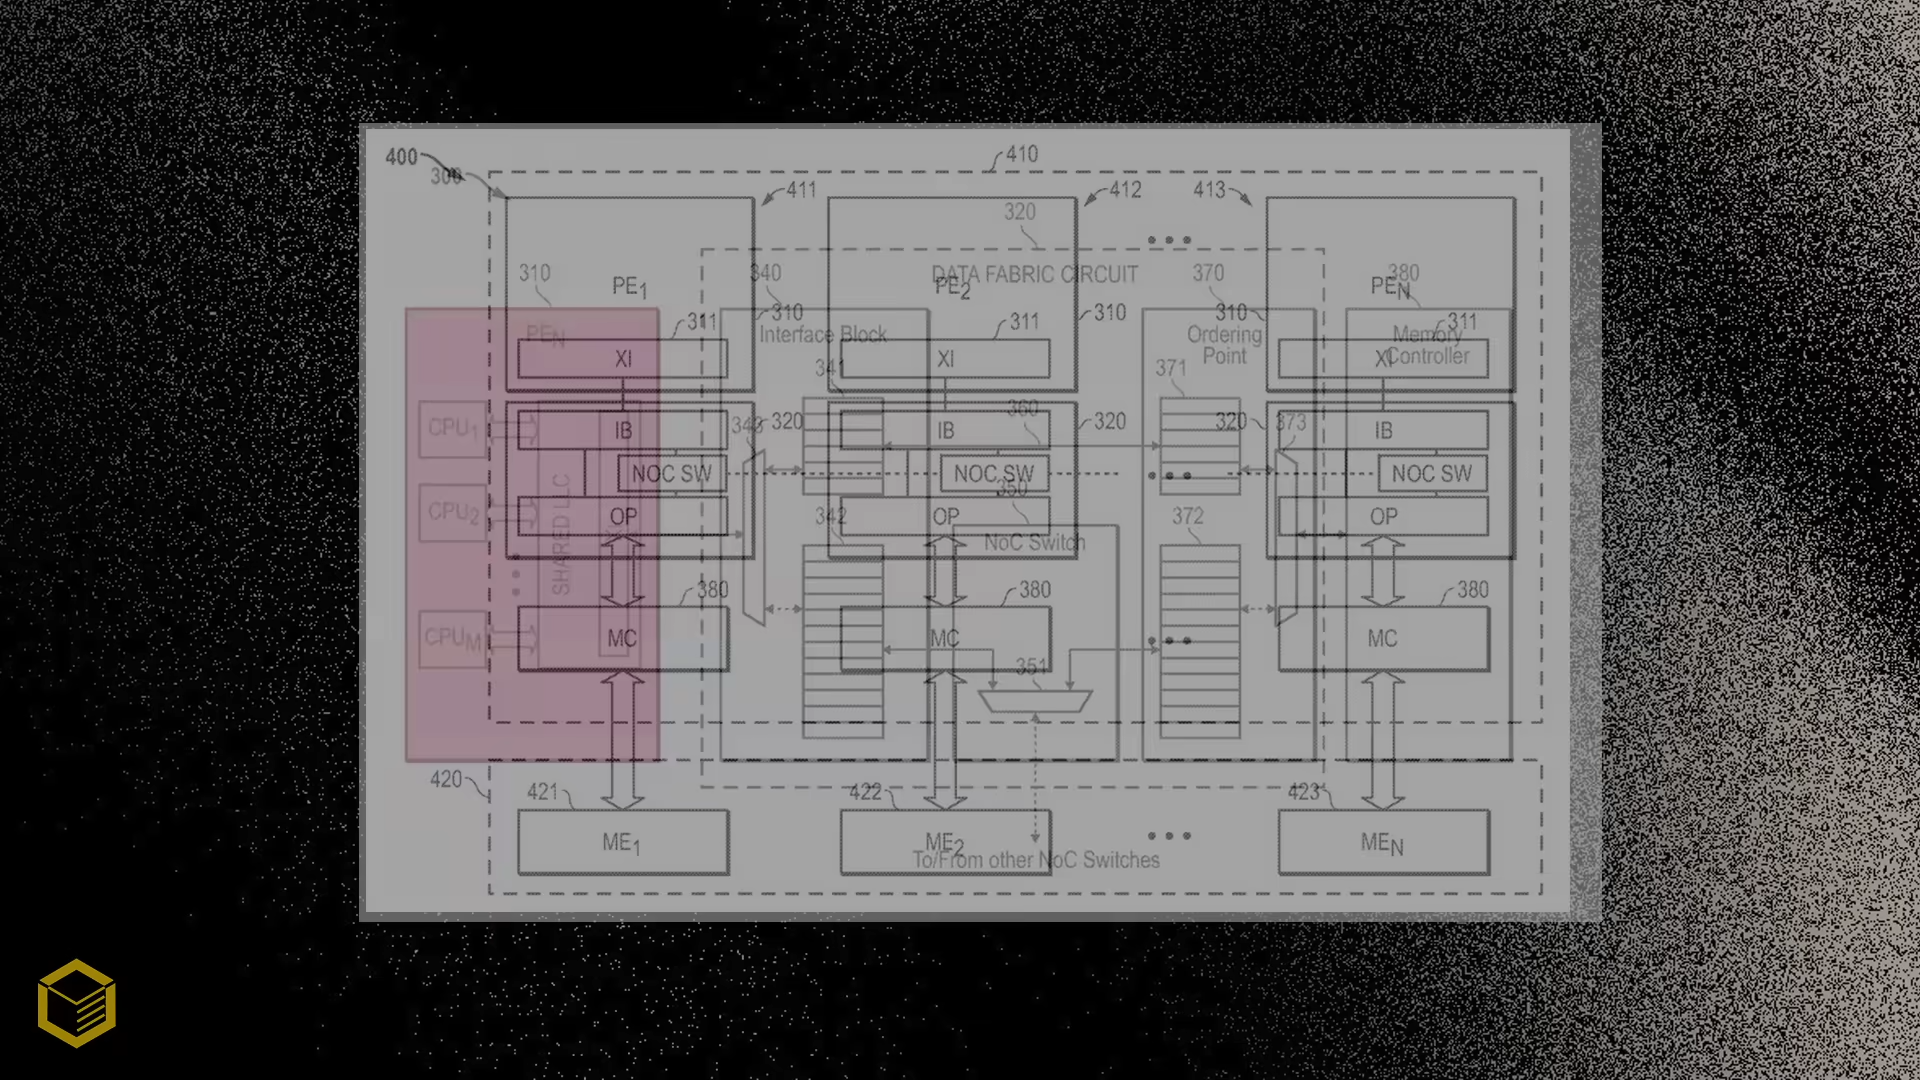 400
300
410
411
412
413
320
310
340
DATA FABRIC CIRCUIT
370
380
PE1
PE2
PEN
310
310
310
PEN
311
Interface Block
311
Ordering Point
Memory Controller
311
XI
XI
XI
341
371
CPU1
IB
343
320
360
IB
320
320
373
IB
NOC SW
NOC SW
NOC SW
350
CPU2
OP
342
OP
372
OP
NoC Switch
SHARED LLC
380
380
380
CPUM
MC
MC
MC
351
420
421
422
423
ME1
ME2
MEN
To/From other NoC Switches